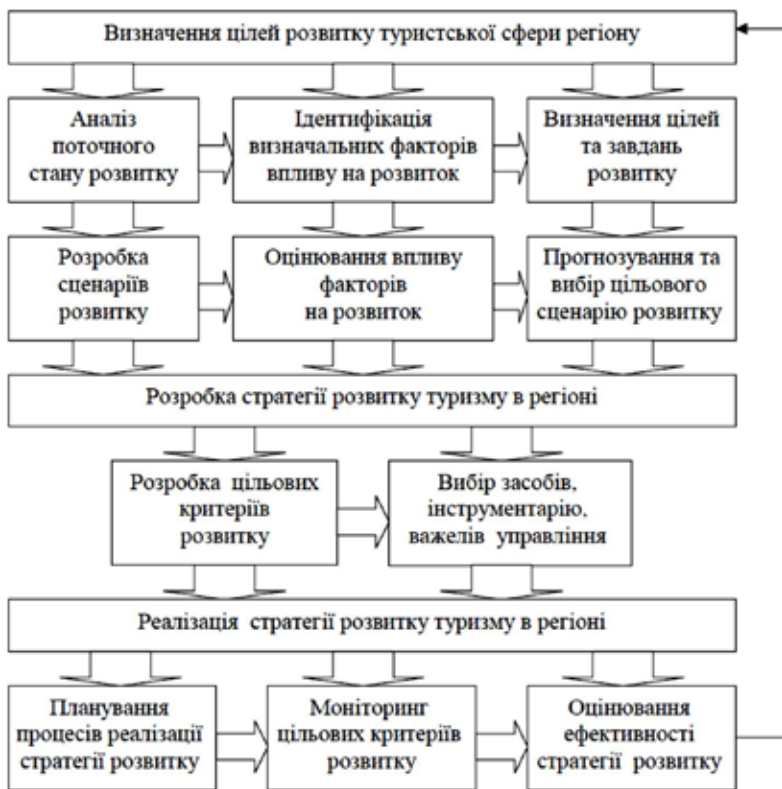 Визначення цілей розвитку туристської сфери регіону
Аналіз
поточного
стану розвитку
Ідентифікація
визначальних факторів
впливу на розвиток
Визначення цілей
та завдань
розвитку
Розробка
сценаріїв
розвитку
Оцінювання впливу
факторів
на розвиток
Прогнозування та
вибір цільового
сценарію розвитку
Розробка стратегії розвитку туризму в регіоні
Розробка цільових
критеріїв
розвитку
Вибір засобів,
інструментарію,
важелів управління
Реалізація стратегії розвитку туризму в регіоні
Планування
процесів реалізації
стратегії розвитку
Моніторинг
цільових критеріїв
розвитку
Оцінювання
ефективності
стратегії розвитку